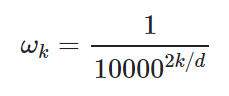 ω_k = 1 / 10000^{2k/d}